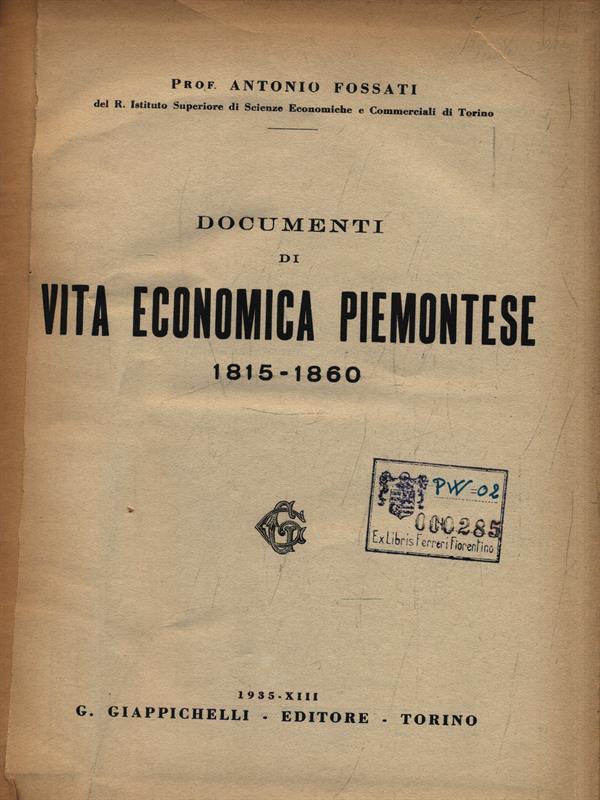 PROF. ANTONIO FOSSATI
del R. Istituto Superiore di Scienze Economiche e Commerciali di Torino
DOCUMENTI
DI
VITA ECONOMICA PIEMONTESE
1815-1860
PW=02
000285
Ex Libris Ferreri Fiorentino
1935-XIII
G. GIAPPICHELLI - EDITORE - TORINO